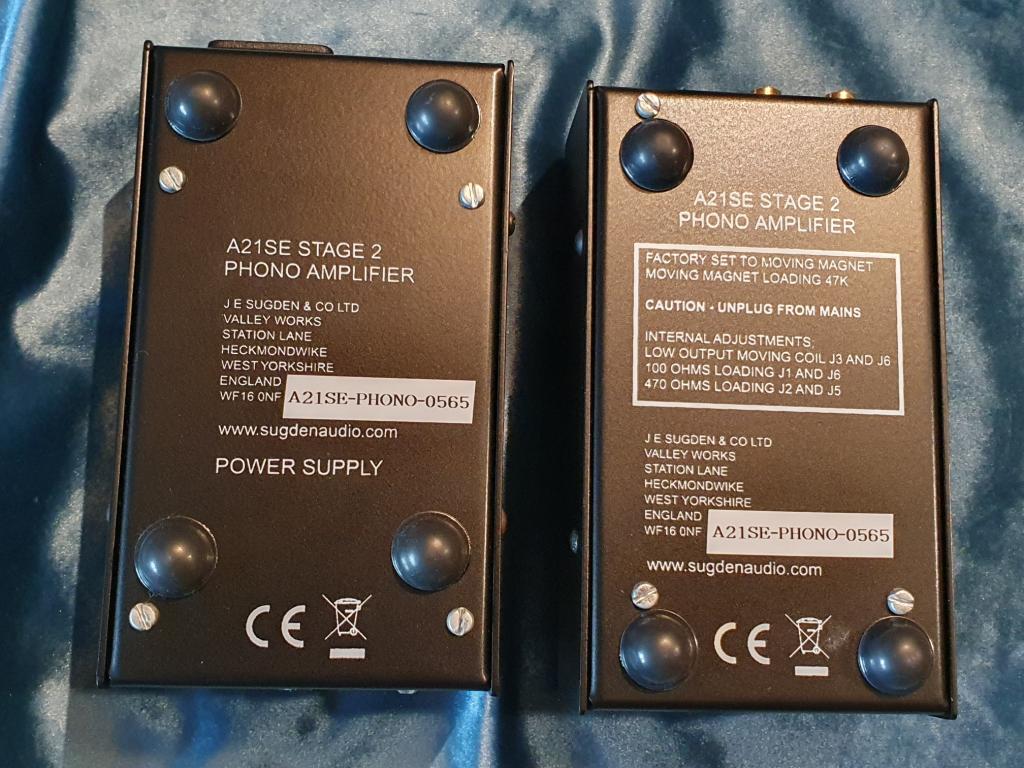 A21SE STAGE 2
PHONO AMPLIFIER
J E SUGDEN & CO LTD
VALLEY WORKS
STATION LANE
HECKMONDWIKE
WEST YORKSHIRE
ENGLAND
WF16 0NF
A21SE-PHONO-0565
www.sugdenaudio.com
POWER SUPPLY
CE
A21SE STAGE 2
PHONO AMPLIFIER
FACTORY SET TO MOVING MAGNET
MOVING MAGNET LOADING 47K
CAUTION - UNPLUG FROM MAINS
INTERNAL ADJUSTMENTS:
LOW OUTPUT MOVING COIL J3 AND J6
100 OHMS LOADING J1 AND J6
470 OHMS LOADING J2 AND J5
J E SUGDEN & CO LTD
VALLEY WORKS
STATION LANE
HECKMONDWIKE
WEST YORKSHIRE
ENGLAND
WF16 0NF
A21SE-PHONO-0565
www.sugdenaudio.com
CE